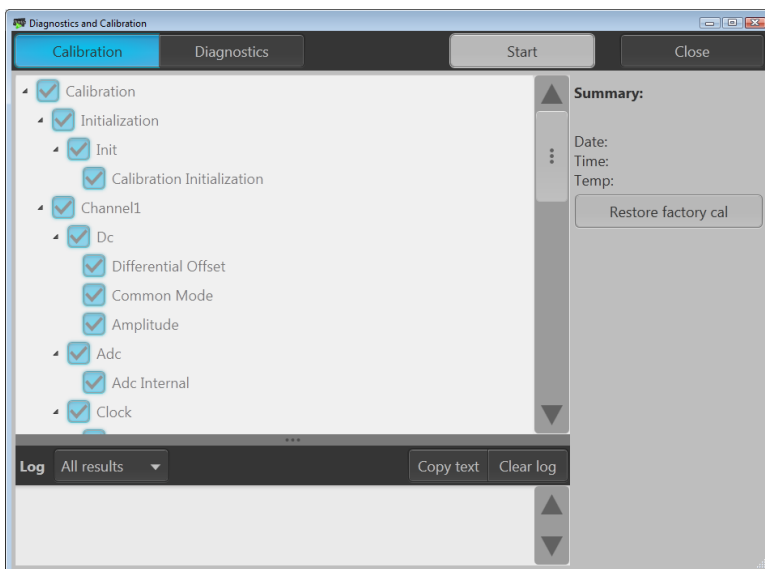 Diagnostics and Calibration
Calibration
Diagnostics
Start
Close
Calibration
Initialization
Init
Calibration Initialization
Channel1
Dc
Differential Offset
Common Mode
Amplitude
Adc
Adc Internal
Clock
Summary:
Date:
Time:
Temp:
Restore factory cal
Log
All results
Copy text
Clear log